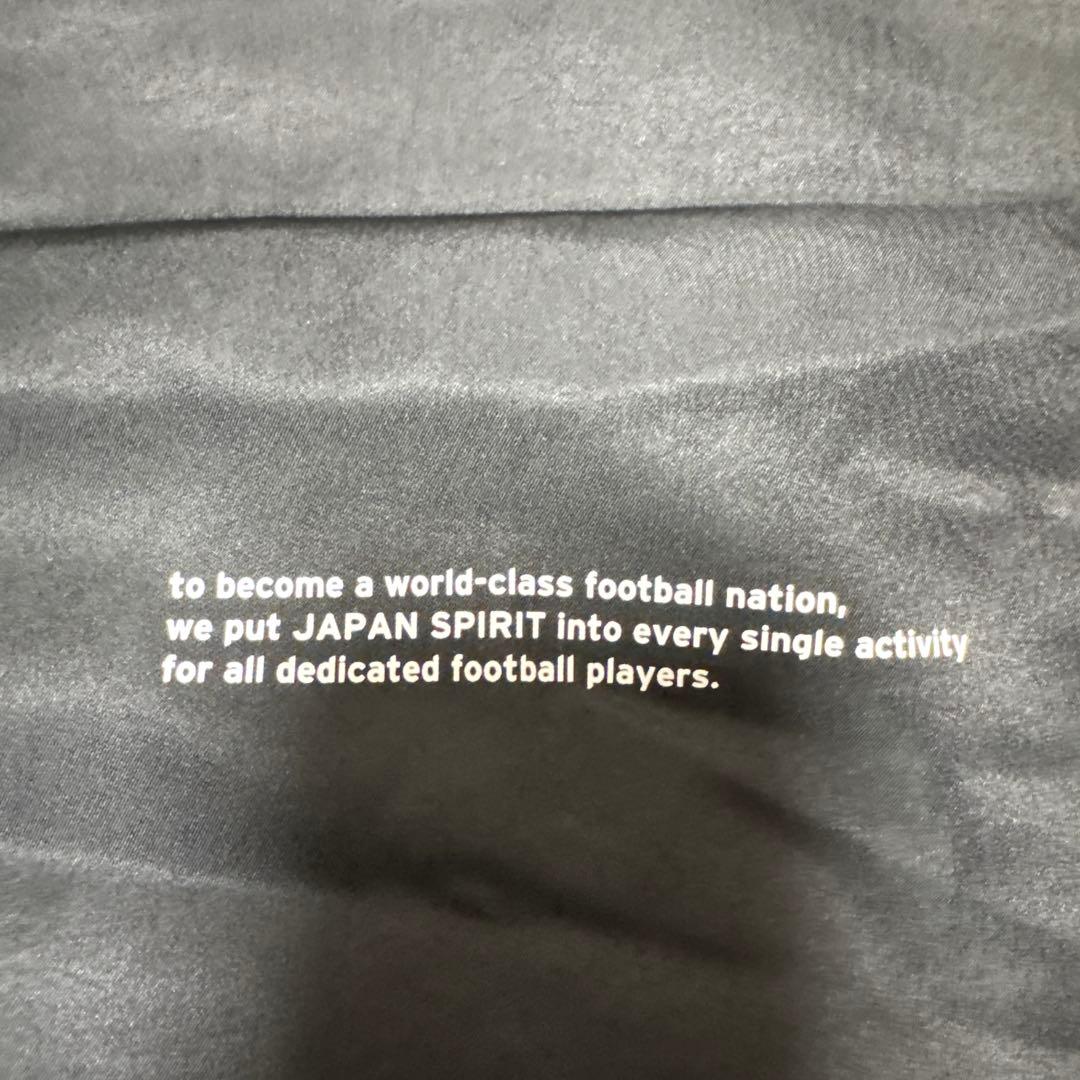 to become a world-class football nation,
we put JAPAN SPIRIT into every single activity
for all dedicated football players.